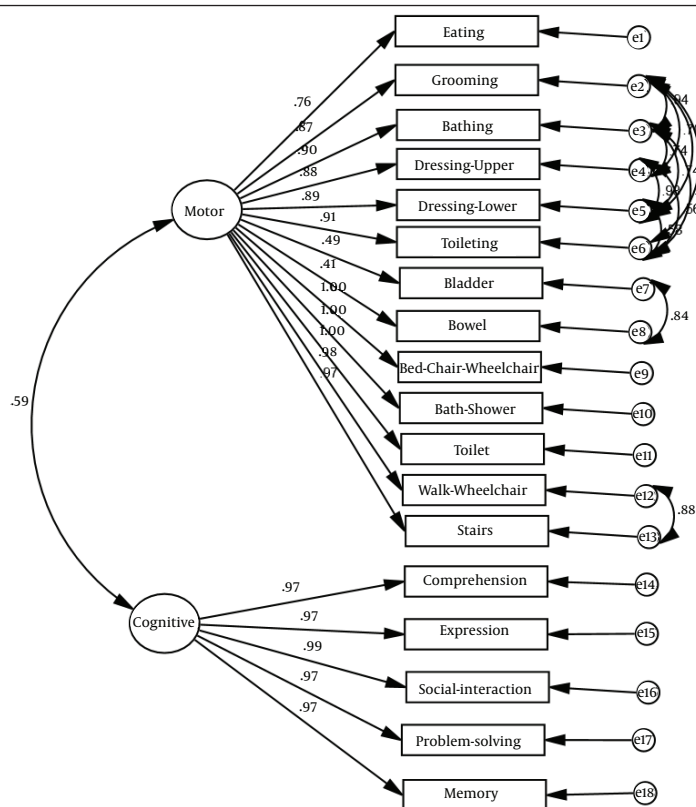 Eating
e1
Grooming
e2
.76
.94
.87
Bathing
e3
.90
.74
Dressing-Upper
e4
.88
.89
Dressing-Lower
e5
Motor
.91
Toileting
e6
.49
.41
Bladder
e7
1.00
.84
1.00
Bowel
e8
1.00
.98
Bed-Chair-Wheelchair
e9
.97
.59
Bath-Shower
e10
Toilet
e11
Walk-Wheelchair
e12
.88
Stairs
e13
Comprehension
e14
.97
Cognitive
.97
Expression
e15
.99
.97
Social-interaction
e16
.97
Problem-solving
e17
Memory
e18